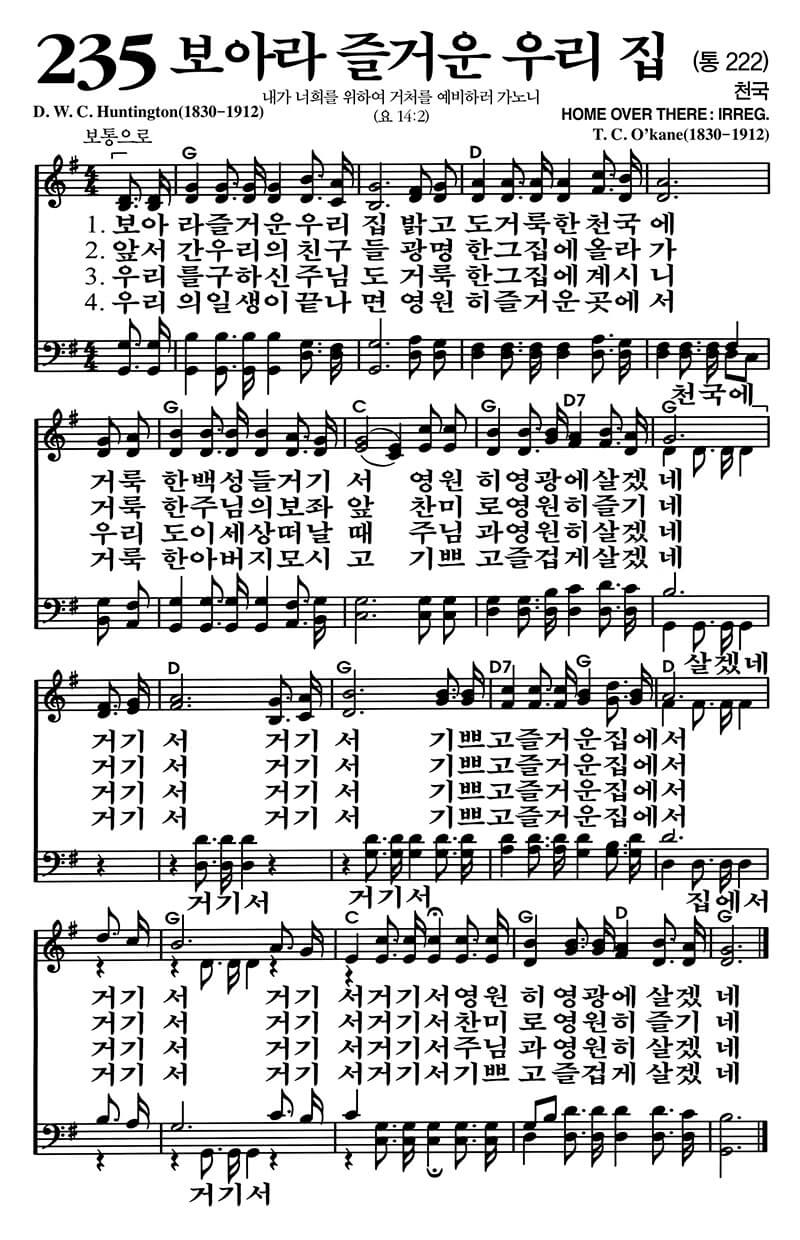 235 보아라 즐거운 우리 집 (통 222)
내가 너희를 위하여 거처를 예비하러 가노니 천국
D. W. C. Huntington(1830-1912) (요 14:2) HOME OVER THERE : IRREG.
보통으로 T. C. O'kane(1830-1912)
G D
1. 보아 라즐거운우리 집 밝고 도거룩한천국 에
2. 앞서 간우리의친구 들 광명 한그집에올라 가
3. 우리 를구하신주님 도 거룩 한그집에계시 니
4. 우리 의일생이끝나 면 영원 히즐거운곳에 서
천국에
G C G D7 G
거룩 한백성들거기 서 영원 히영광에살겠 네
거룩 한주님의보좌 앞 찬미 로영원히즐기 네
우리 도이세상떠날 때 주님 과영원히살겠 네
거룩 한아버지모시 고 기쁘 고즐겁게살겠 네
살겠네
D G D7 G D
거기 서 거기 서 기쁘고즐거운집에서
거기 서 거기 서 기쁘고즐거운집에서
거기 서 거기 서 기쁘고즐거운집에서
거기 서 거기 서 기쁘고즐거운집에서
거기서 거기서 집에서
G C G D G
거기 서 거기 서거기서영원 히 영광에 살겠 네
거기 서 거기 서거기서찬미 로 영원히 즐기 네
거기 서 거기 서거기서주님 과 영원히 살겠 네
거기 서 거기 서거기서기쁘 고 즐겁게 살겠 네
거기서